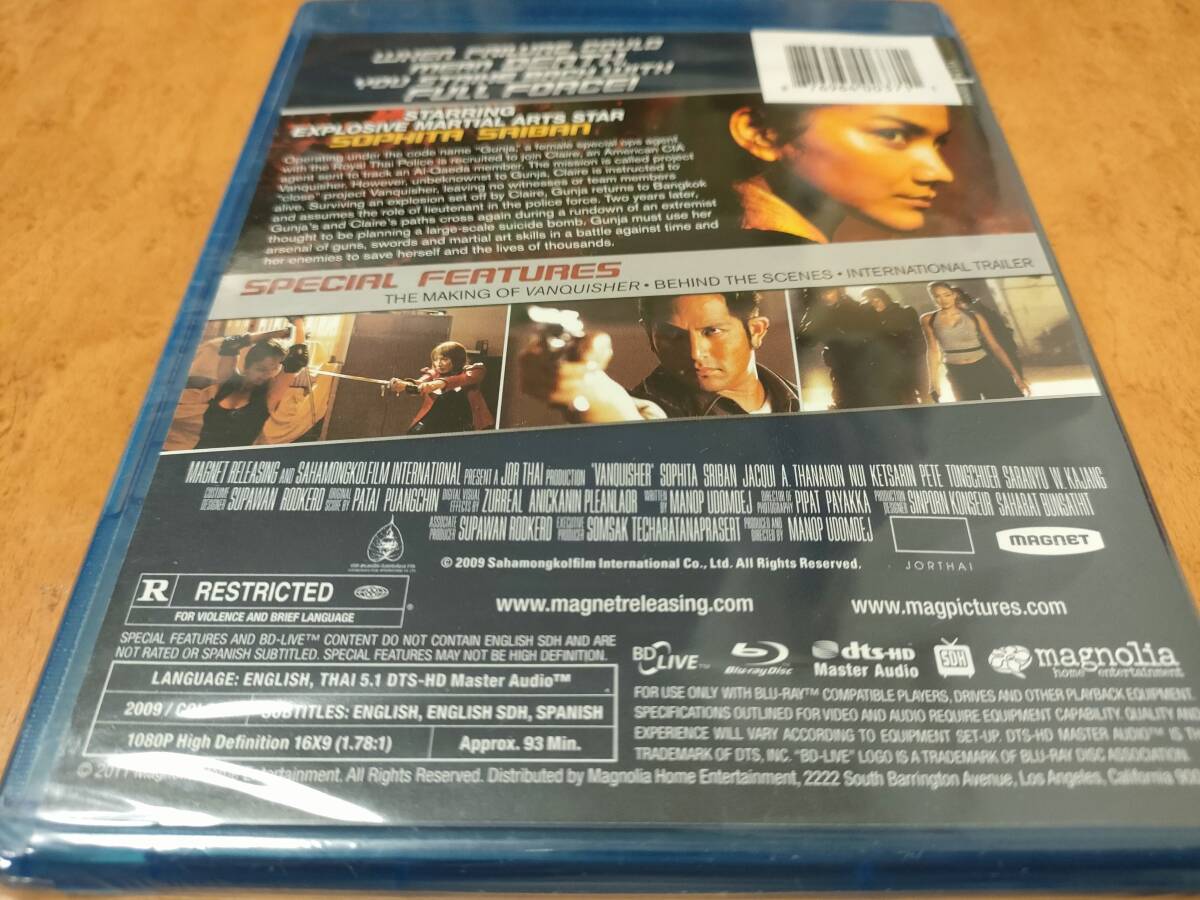 WHEN FAILURE COULD
MEAN DEATH,
YOU STRIKE BACK WITH
FULL FORCE!
STARRING
EXPLOSIVE MARTIAL ARTS STAR
SOPHITA SRIBAN
Operating under the code name "Gunja," a female special ops agent
with the Royal Thai Police is recruited to join Claire, an American CIA
agent sent to track an Al-Qaeda member. The mission is called project
Vanquisher. However, unbeknownst to Gunja, Claire is instructed to
"close" project Vanquisher, leaving no witnesses or team members
alive. Surviving an explosion set off by Claire, Gunja returns to Bangkok
and assumes the role of lieutenant in the police force. Two years later,
Gunja's and Claire's paths cross again during a rundown of an extremist
thought to be planning a large-scale suicide bomb. Gunja must use her
arsenal of guns, swords and martial art skills in a battle against time and
her enemies to save herself and the lives of thousands.
SPECIAL FEATURES
THE MAKING OF VANQUISHER • BEHIND THE SCENES • INTERNATIONAL TRAILER
MAGNET RELEASING AND SAHAMONGKOLFILM INTERNATIONAL PRESENT A JOR THAI PRODUCTION "VANQUISHER" SOPHITA SRIBAN JACQUI A. THANANON NUI KETSARIN PETE TONGCHIER SARANYU W. KAJANG
COSTUME DESIGNER SUPAWAN ROOKERD ORIGINAL SCORE BY PATAI PUANGCHIN DIGITAL VISUAL EFFECTS BY ZURREAL ANICKANIN PLEANLAOR WRITTEN BY MANOP UDOMDEJ DIRECTOR OF PHOTOGRAPHY PIPAT PAYAKKA PRODUCTION DESIGNER SINPORN KONGSOR SAHARAT BUNGSATHT
ASSOCIATE PRODUCER SUPAWAN ROOKERD EXECUTIVE PRODUCER SOMSAK TECHARATANAPRASERT PRODUCED AND DIRECTED BY MANOP UDOMDEJ
JORTHAI
MAGNET
© 2009 Sahamongkolfilm International Co., Ltd. All Rights Reserved.
R RESTRICTED
FOR VIOLENCE AND BRIEF LANGUAGE
www.magnetreleasing.com
www.magpictures.com
SPECIAL FEATURES AND BD-LIVE™ CONTENT DO NOT CONTAIN ENGLISH SDH AND ARE
NOT RATED OR SPANISH SUBTITLED. SPECIAL FEATURES MAY NOT BE HIGH DEFINITION.
LANGUAGE: ENGLISH, THAI 5.1 DTS-HD Master Audio™
2009 / SUBTITLES: ENGLISH, ENGLISH SDH, SPANISH
1080P High Definition 16X9 (1.78:1) Approx. 93 Min.
BD LIVE™
Blu-ray Disc
dts-HD
Master Audio
SDH
magnolia
home entertainment
FOR USE ONLY WITH BLU-RAY™ COMPATIBLE PLAYERS, DRIVES AND OTHER PLAYBACK EQUIPMENT
SPECIFICATIONS OUTLINED FOR VIDEO AND AUDIO REQUIRE EQUIPMENT CAPABILITY. QUALITY AND
EXPERIENCE WILL VARY ACCORDING TO EQUIPMENT SET-UP. DTS-HD MASTER AUDIO™ IS
TRADEMARK OF DTS, INC. "BD-LIVE" LOGO IS A TRADEMARK OF BLU-RAY DISC ASSOCIATION.
© 2011 Magnolia Home Entertainment. All Rights Reserved. Distributed by Magnolia Home Entertainment, 2222 South Barrington Avenue, Los Angeles, California